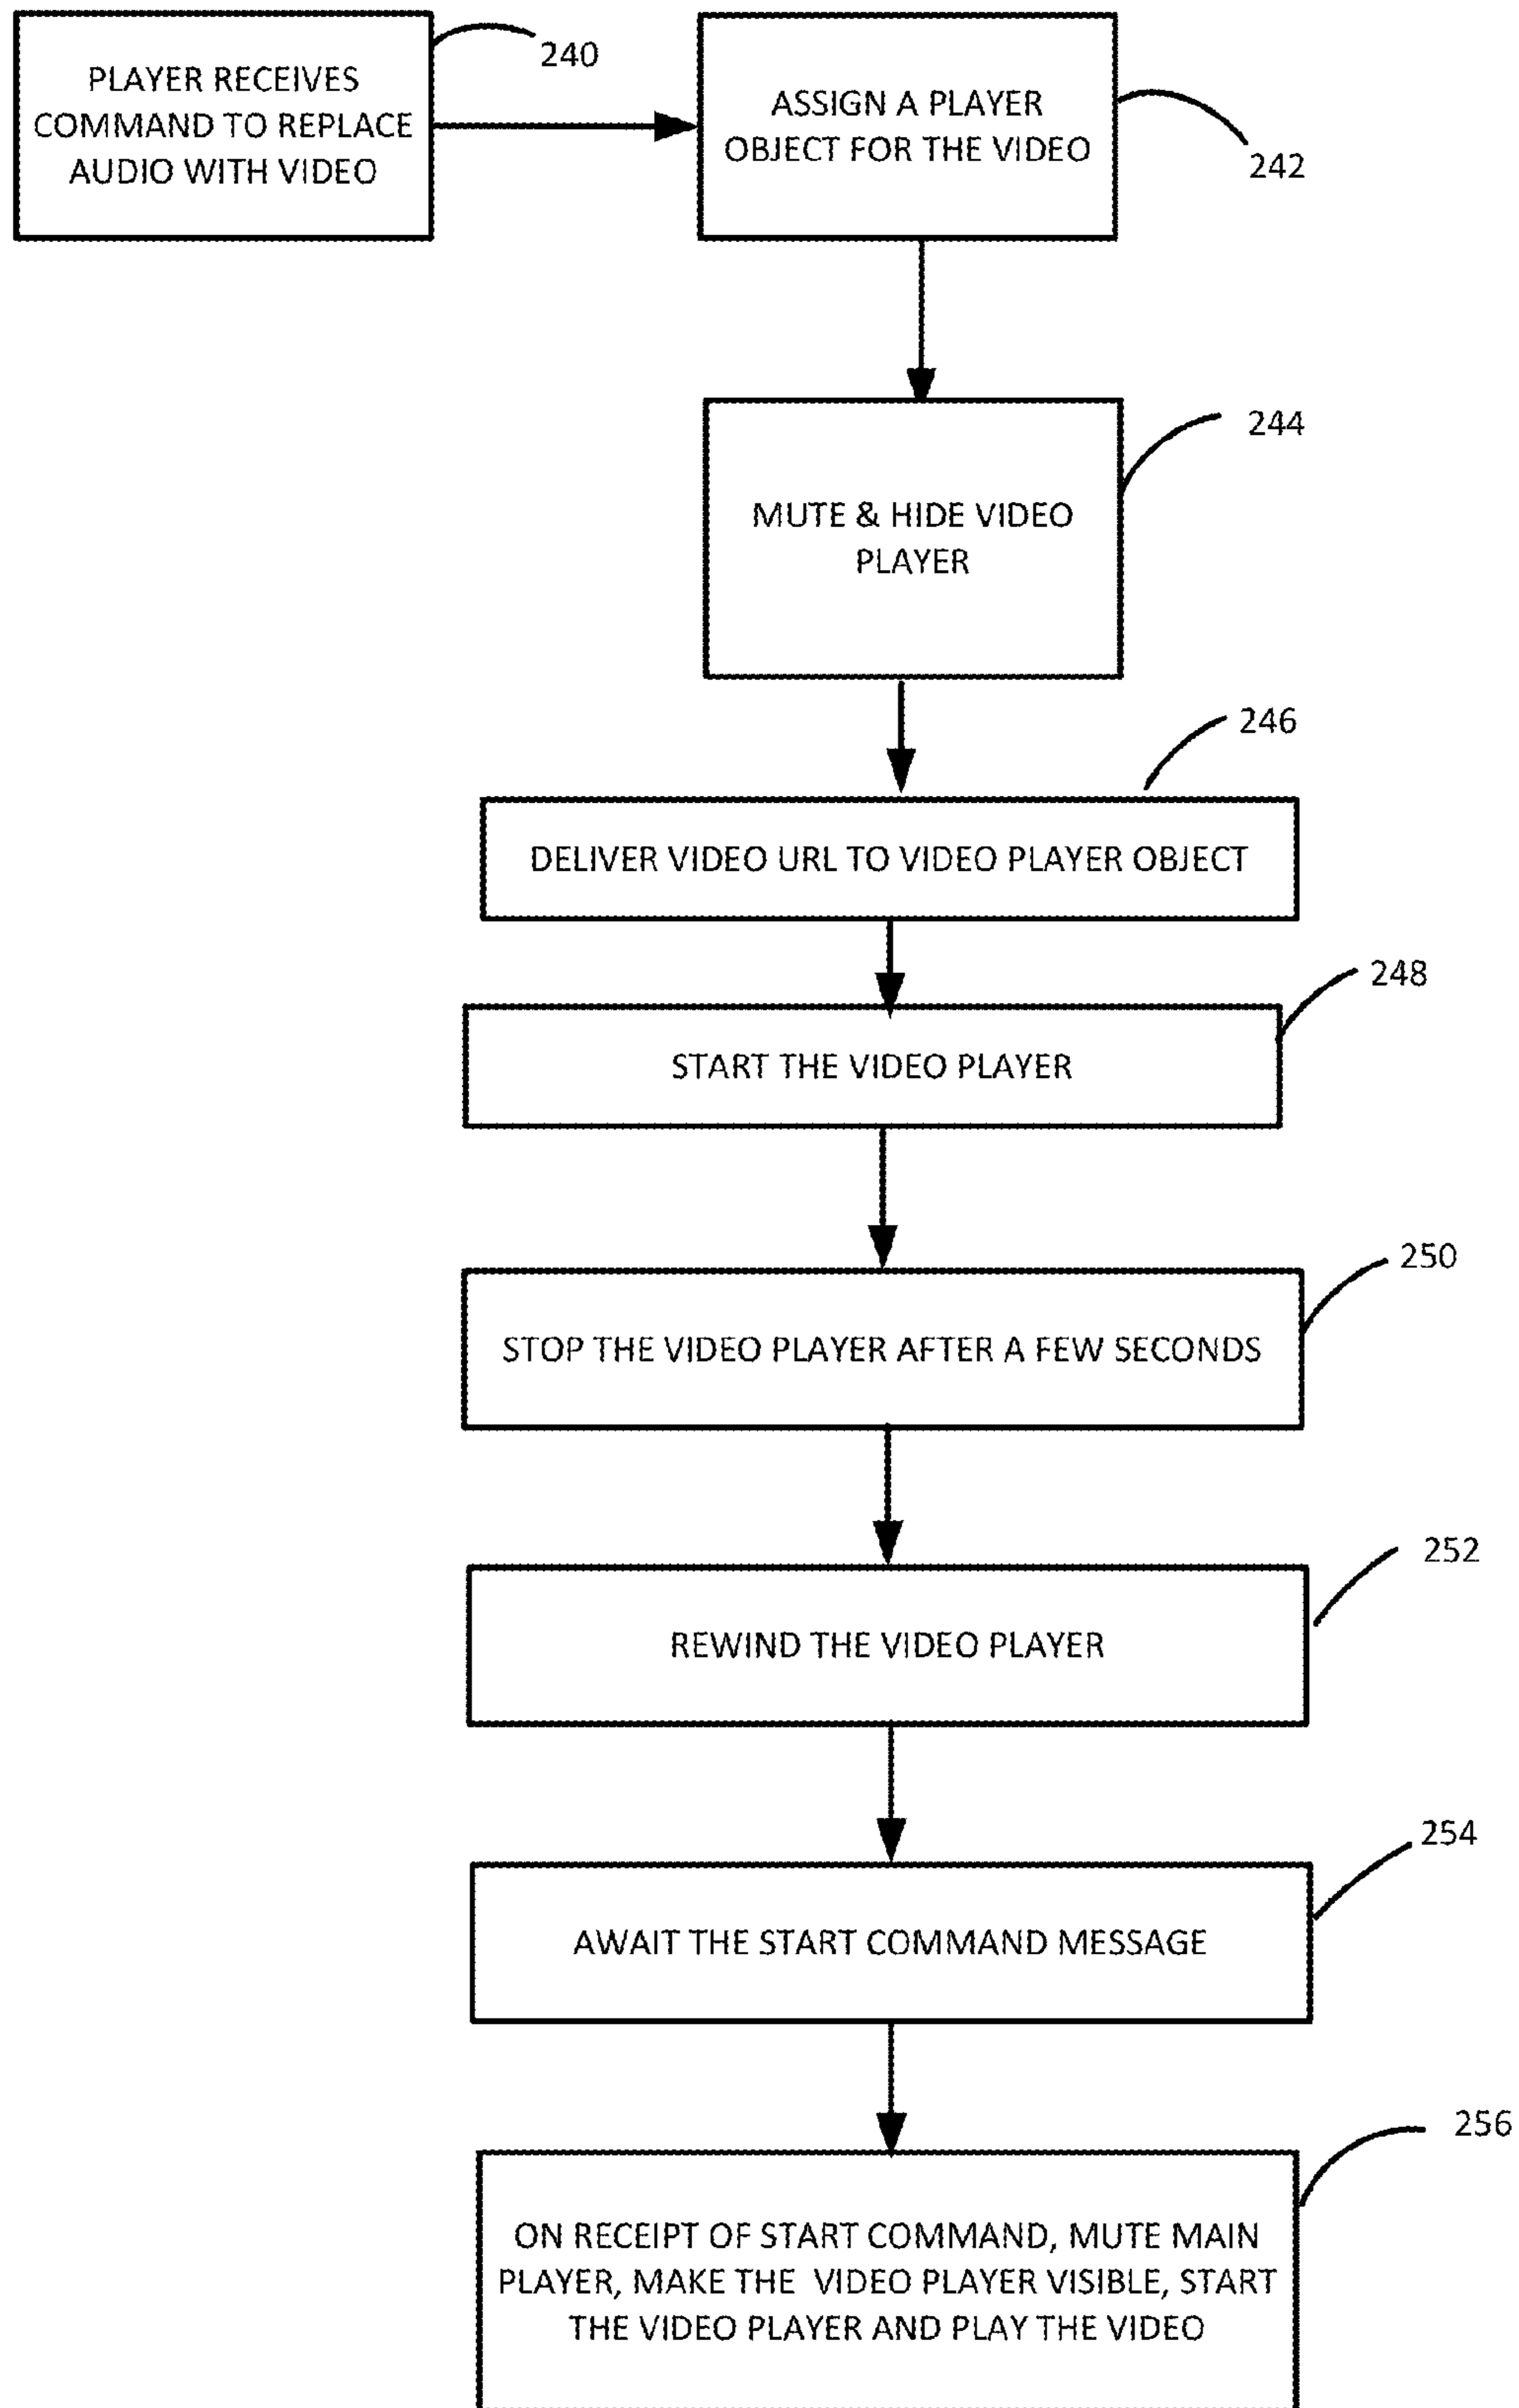 PLAYER RECEIVES
COMMAND TO REPLACE
AUDIO WITH VIDEO
240
ASSIGN A PLAYER
OBJECT FOR THE VIDEO
242
MUTE & HIDE VIDEO
PLAYER
244
246
DELIVER VIDEO URL TO VIDEO PLAYER OBJECT
248
START THE VIDEO PLAYER
250
STOP THE VIDEO PLAYER AFTER A FEW SECONDS
252
REWIND THE VIDEO PLAYER
254
AWAIT THE START COMMAND MESSAGE
256
ON RECEIPT OF START COMMAND, MUTE MAIN
PLAYER, MAKE THE VIDEO PLAYER VISIBLE, START
THE VIDEO PLAYER AND PLAY THE VIDEO